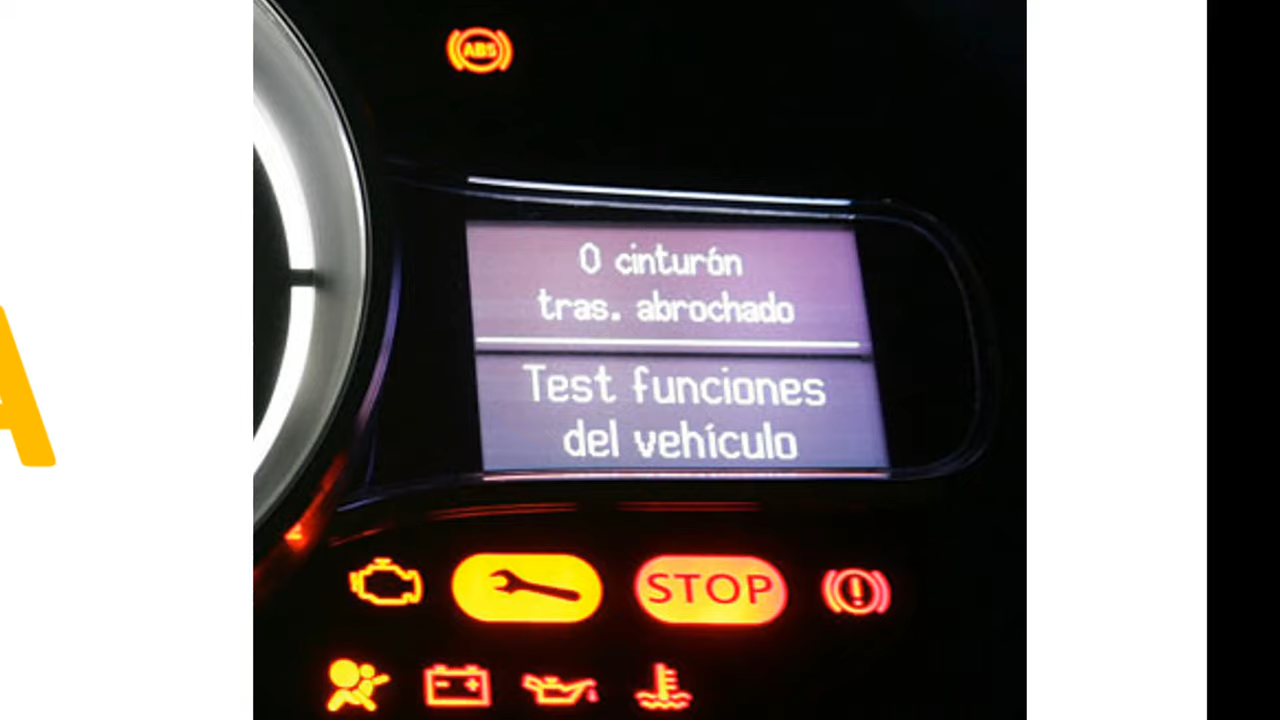 ABS
0 cinturón
tras. abrochado
Test funciones
del vehículo
STOP
A